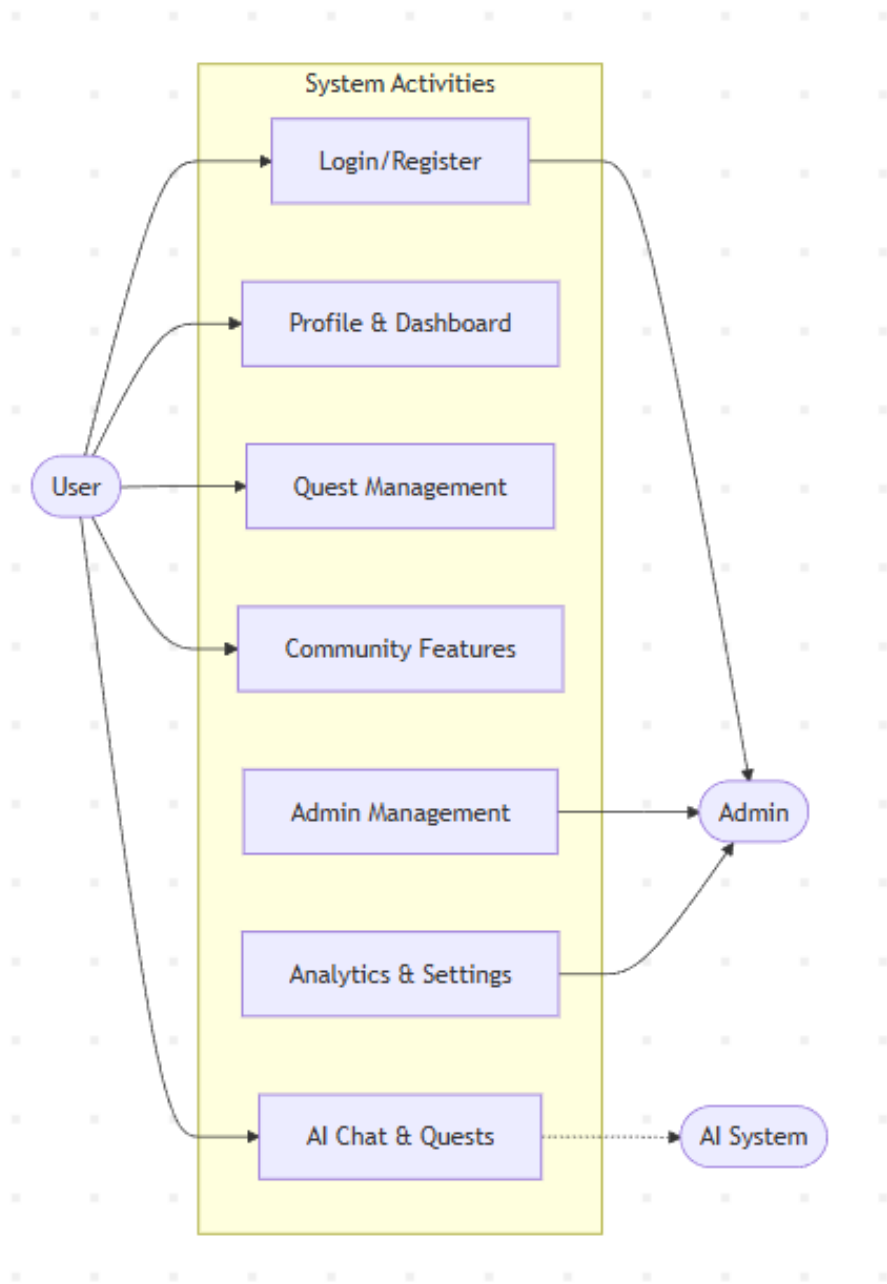 System Activities
Login/Register
Profile & Dashboard
User
Quest Management
Community Features
Admin Management
Admin
Analytics & Settings
AI Chat & Quests
AI System